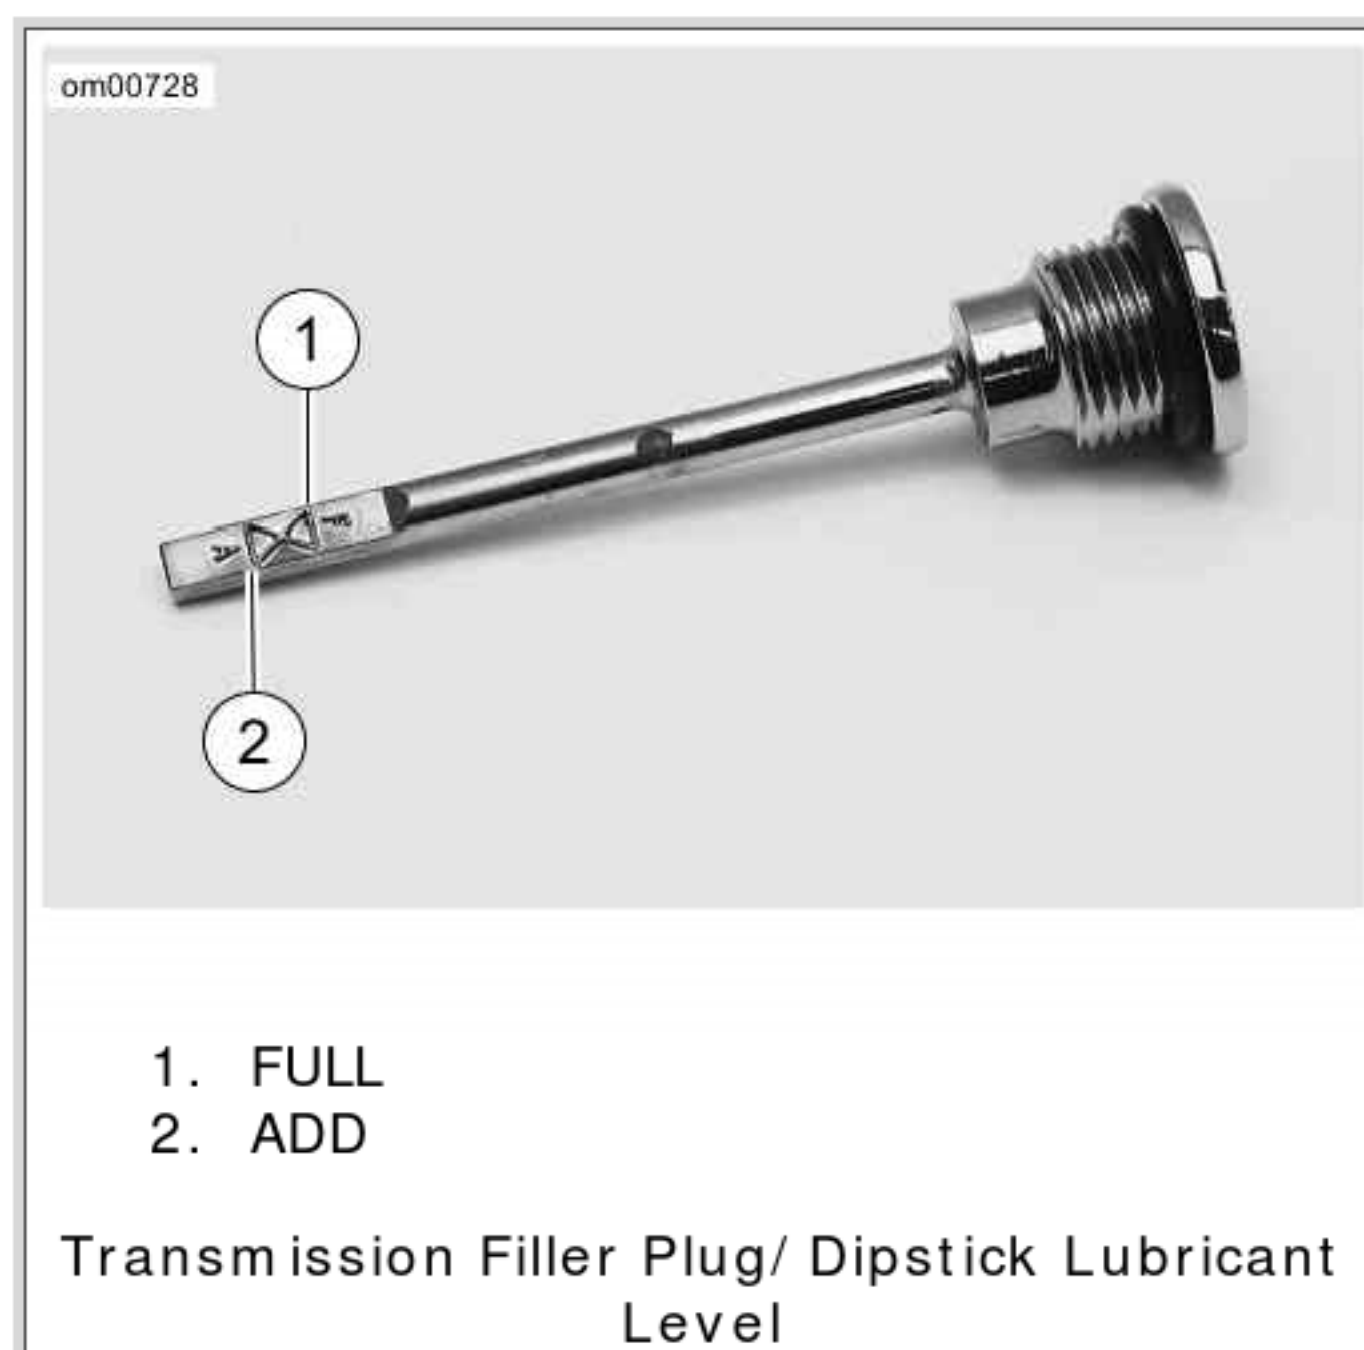 om00728
1
A
F
2
1. FULL
2. ADD
Transmission Filler Plug/ Dipstick Lubricant
Level